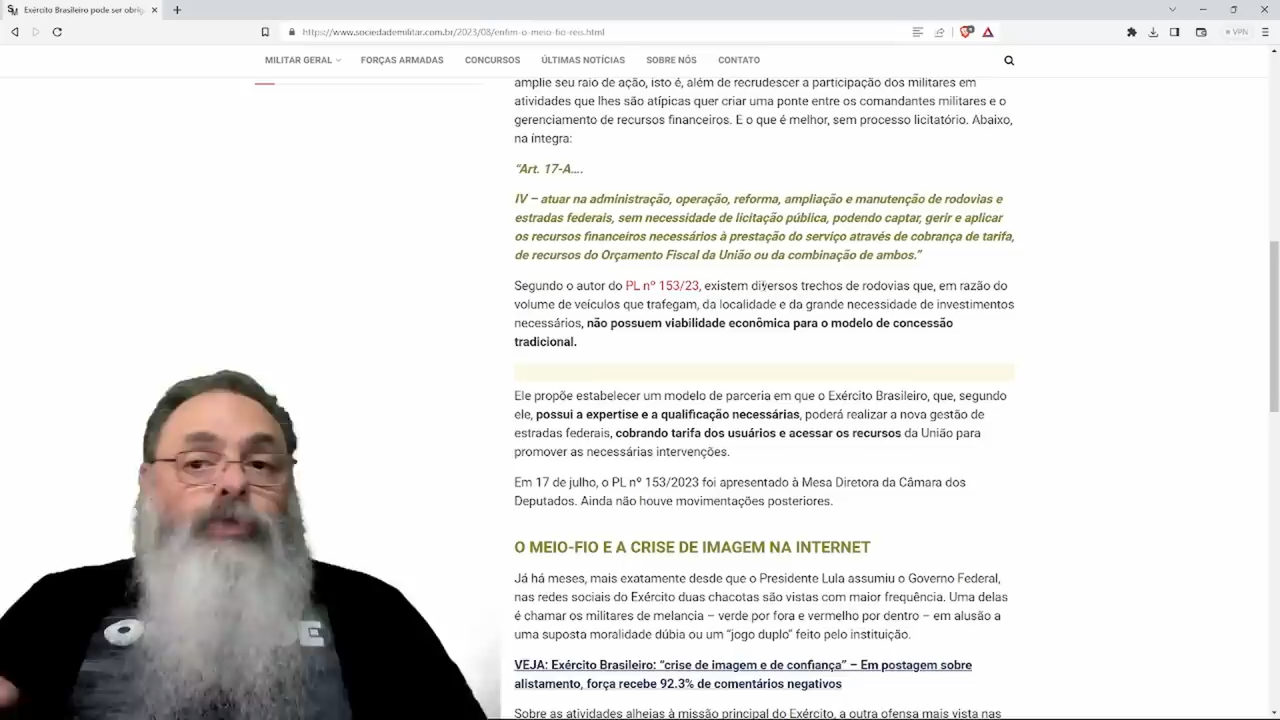 Exército Brasileiro pode ser obrig
https://www.sociedademilitar.com.br/2023/08/enfim-o-meio-fio-reis.html
VPN
MILITAR GERAL FORÇAS ARMADAS CONCURSOS ÚLTIMAS NOTÍCIAS SOBRE NÓS CONTATO
amplie seu raio de ação, isto é, além de recrudescer a participação dos militares em
atividades que lhes são atípicas quer criar uma ponte entre os comandantes militares e o
gerenciamento de recursos financeiros. E o que é melhor, sem processo licitatório. Abaixo,
na íntegra:
“Art. 17-A….
IV – atuar na administração, operação, reforma, ampliação e manutenção de rodovias e
estradas federais, sem necessidade de licitação pública, podendo captar, gerir e aplicar
os recursos financeiros necessários à prestação do serviço através de cobrança de tarifa,
de recursos do Orçamento Fiscal da União ou da combinação de ambos.”
Segundo o autor do PL nº 153/23, existem diversos trechos de rodovias que, em razão do
volume de veículos que trafegam, da localidade e da grande necessidade de investimentos
necessários, não possuem viabilidade econômica para o modelo de concessão
tradicional.
Ele propõe estabelecer um modelo de parceria em que o Exército Brasileiro, que, segundo
ele, possui a expertise e a qualificação necessárias, poderá realizar a nova gestão de
estradas federais, cobrando tarifa dos usuários e acessar os recursos da União para
promover as necessárias intervenções.
Em 17 de julho, o PL nº 153/2023 foi apresentado à Mesa Diretora da Câmara dos
Deputados. Ainda não houve movimentações posteriores.
O MEIO-FIO E A CRISE DE IMAGEM NA INTERNET
Já há meses, mais exatamente desde que o Presidente Lula assumiu o Governo Federal,
nas redes sociais do Exército duas chacotas são vistas com maior frequência. Uma delas
é chamar os militares de melancia – verde por fora e vermelho por dentro – em alusão a
uma suposta moralidade dúbia ou um “jogo duplo” feito pelo instituição.
VEJA: Exército Brasileiro: “crise de imagem e de confiança” – Em postagem sobre
alistamento, força recebe 92.3% de comentários negativos
Sobre as atividades alheias à missão principal do Exército, a outra ofensa mais vista nas